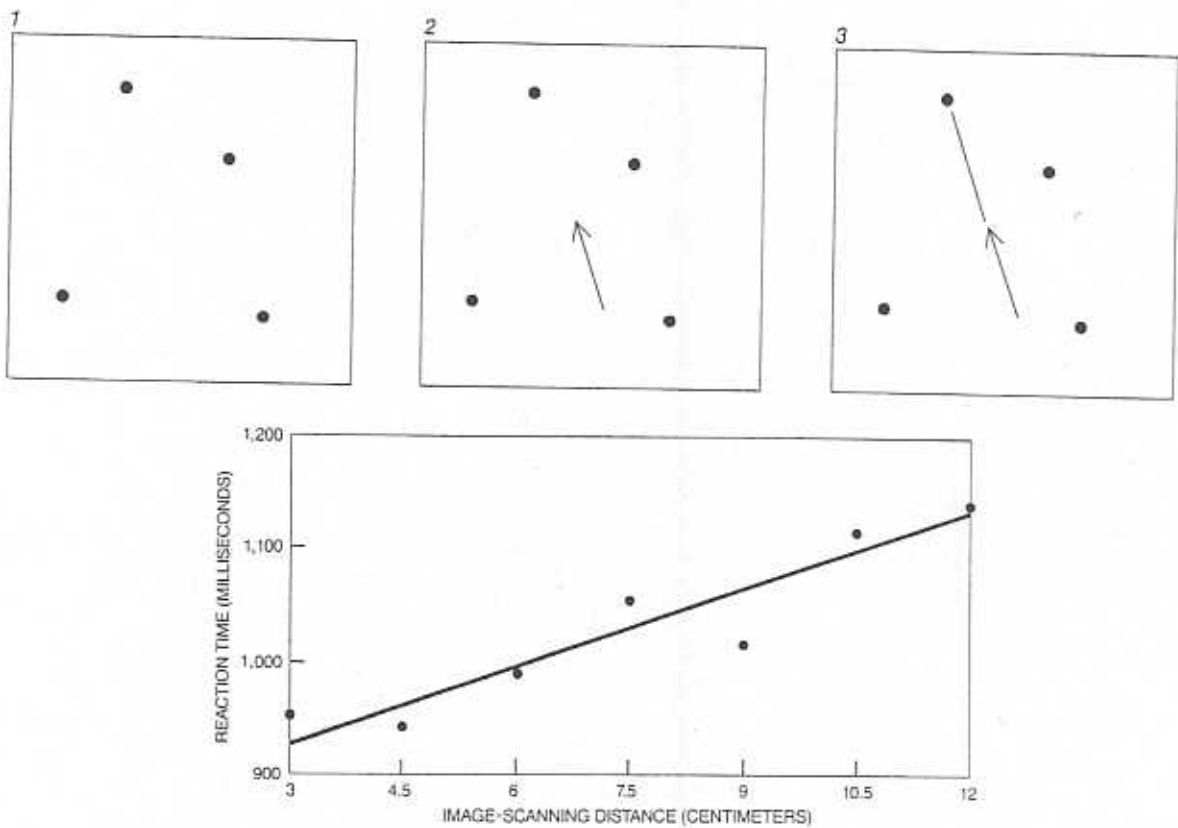 1
2
3
1,200
1,100
1,000
900
REACTION TIME (MILLISECONDS)
3 4.5 6 7.5 9 10.5 12
IMAGE-SCANNING DISTANCE (CENTIMETERS)